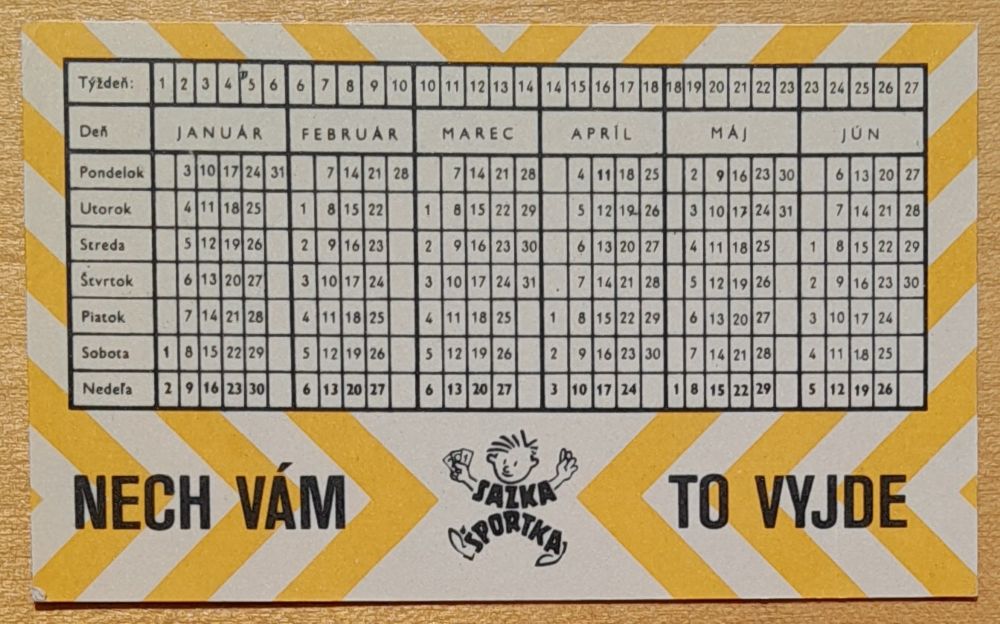 Týždeň: 1 2 3 4 5 6 6 7 8 9 10 10 11 12 13 14 14 15 16 17 18 18 19 20 21 22 23 23 24 25 26 27
Deň JANUÁR FEBRUÁR MAREC APRÍL MÁJ JÚN
Pondelok 3 10 17 24 31 7 14 21 28 7 14 21 28 4 11 18 25 2 9 16 23 30 6 13 20 27
Utorok 4 11 18 25 1 8 15 22 1 8 15 22 29 5 12 19 26 3 10 17 24 31 7 14 21 28
Streda 5 12 19 26 2 9 16 23 2 9 16 23 30 6 13 20 27 4 11 18 25 1 8 15 22 29
Štvrtok 6 13 20 27 3 10 17 24 3 10 17 24 31 7 14 21 28 5 12 19 26 2 9 16 23 30
Piatok 7 14 21 28 4 11 18 25 4 11 18 25 1 8 15 22 29 6 13 20 27 3 10 17 24
Sobota 1 8 15 22 29 5 12 19 26 5 12 19 26 2 9 16 23 30 7 14 21 28 4 11 18 25
Nedeľa 2 9 16 23 30 6 13 20 27 6 13 20 27 3 10 17 24 1 8 15 22 29 5 12 19 26
NECH VÁM
SAZKA
ŠPORTKA
TO VYJDE